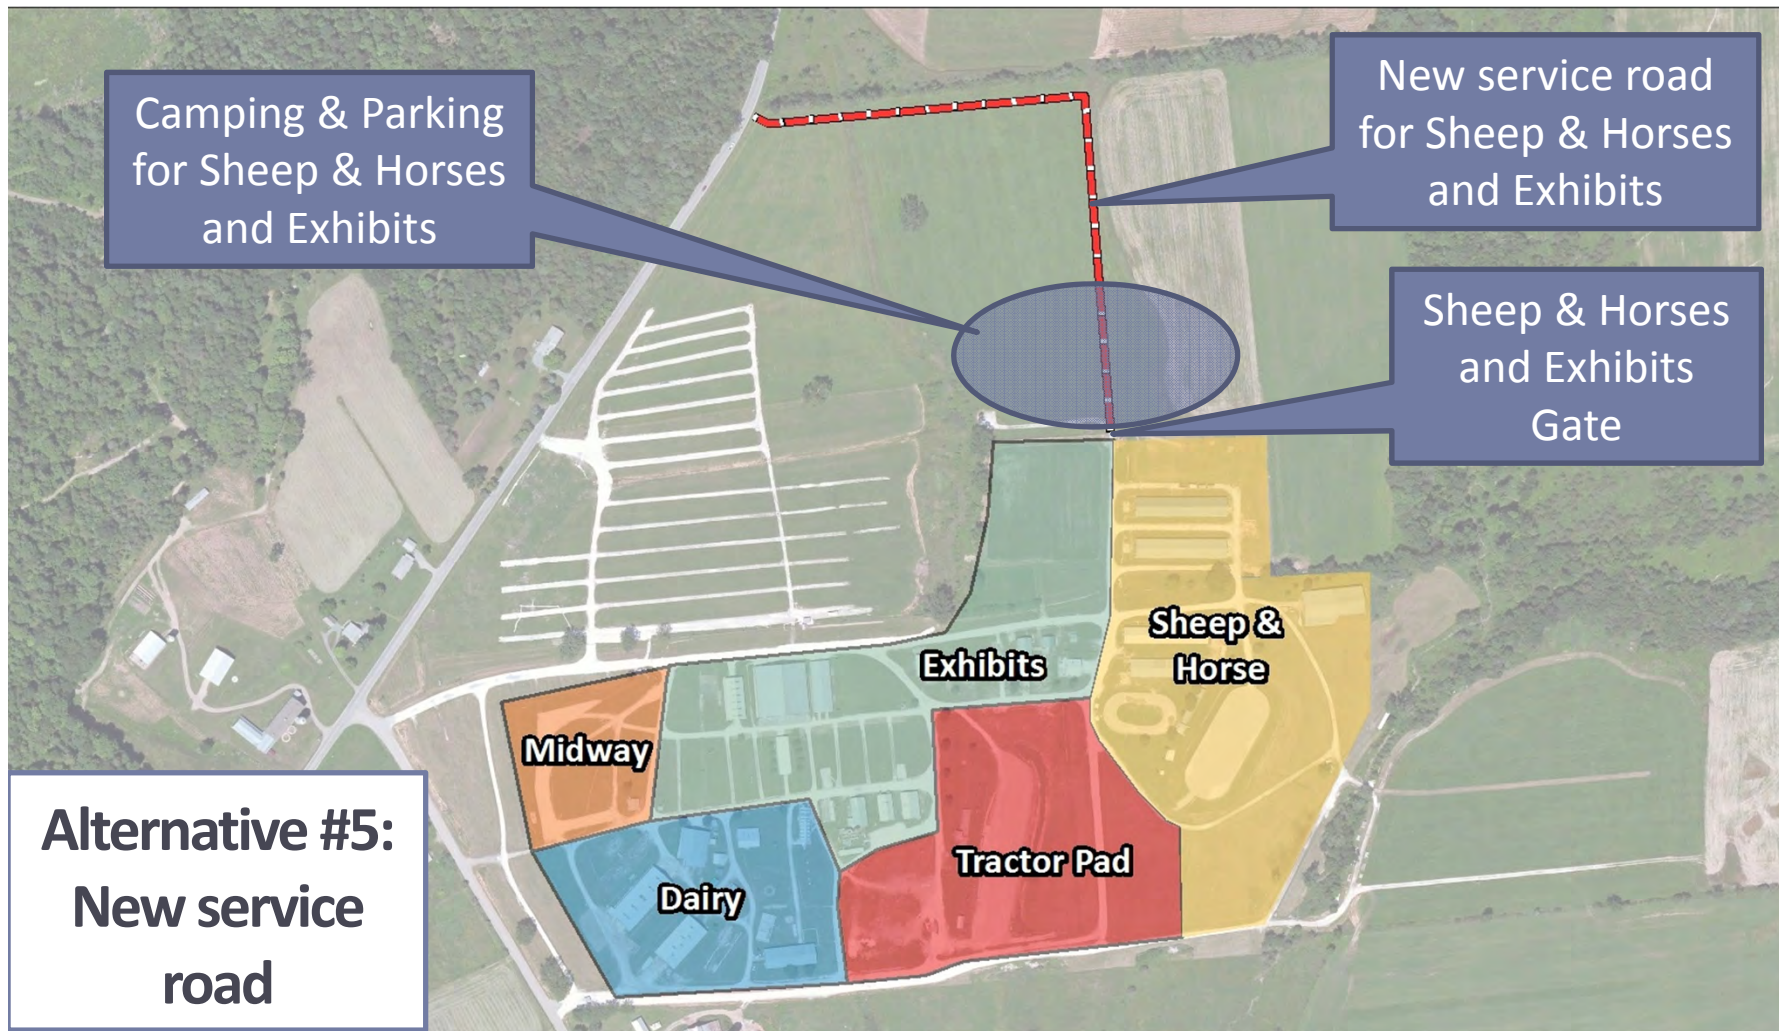 Camping & Parking
for Sheep & Horses
and Exhibits
New service road
for Sheep & Horses
and Exhibits
Sheep & Horses
and Exhibits
Gate
Sheep &
Horse
Exhibits
Midway
Tractor Pad
Dairy
Alternative #5:
New service
road